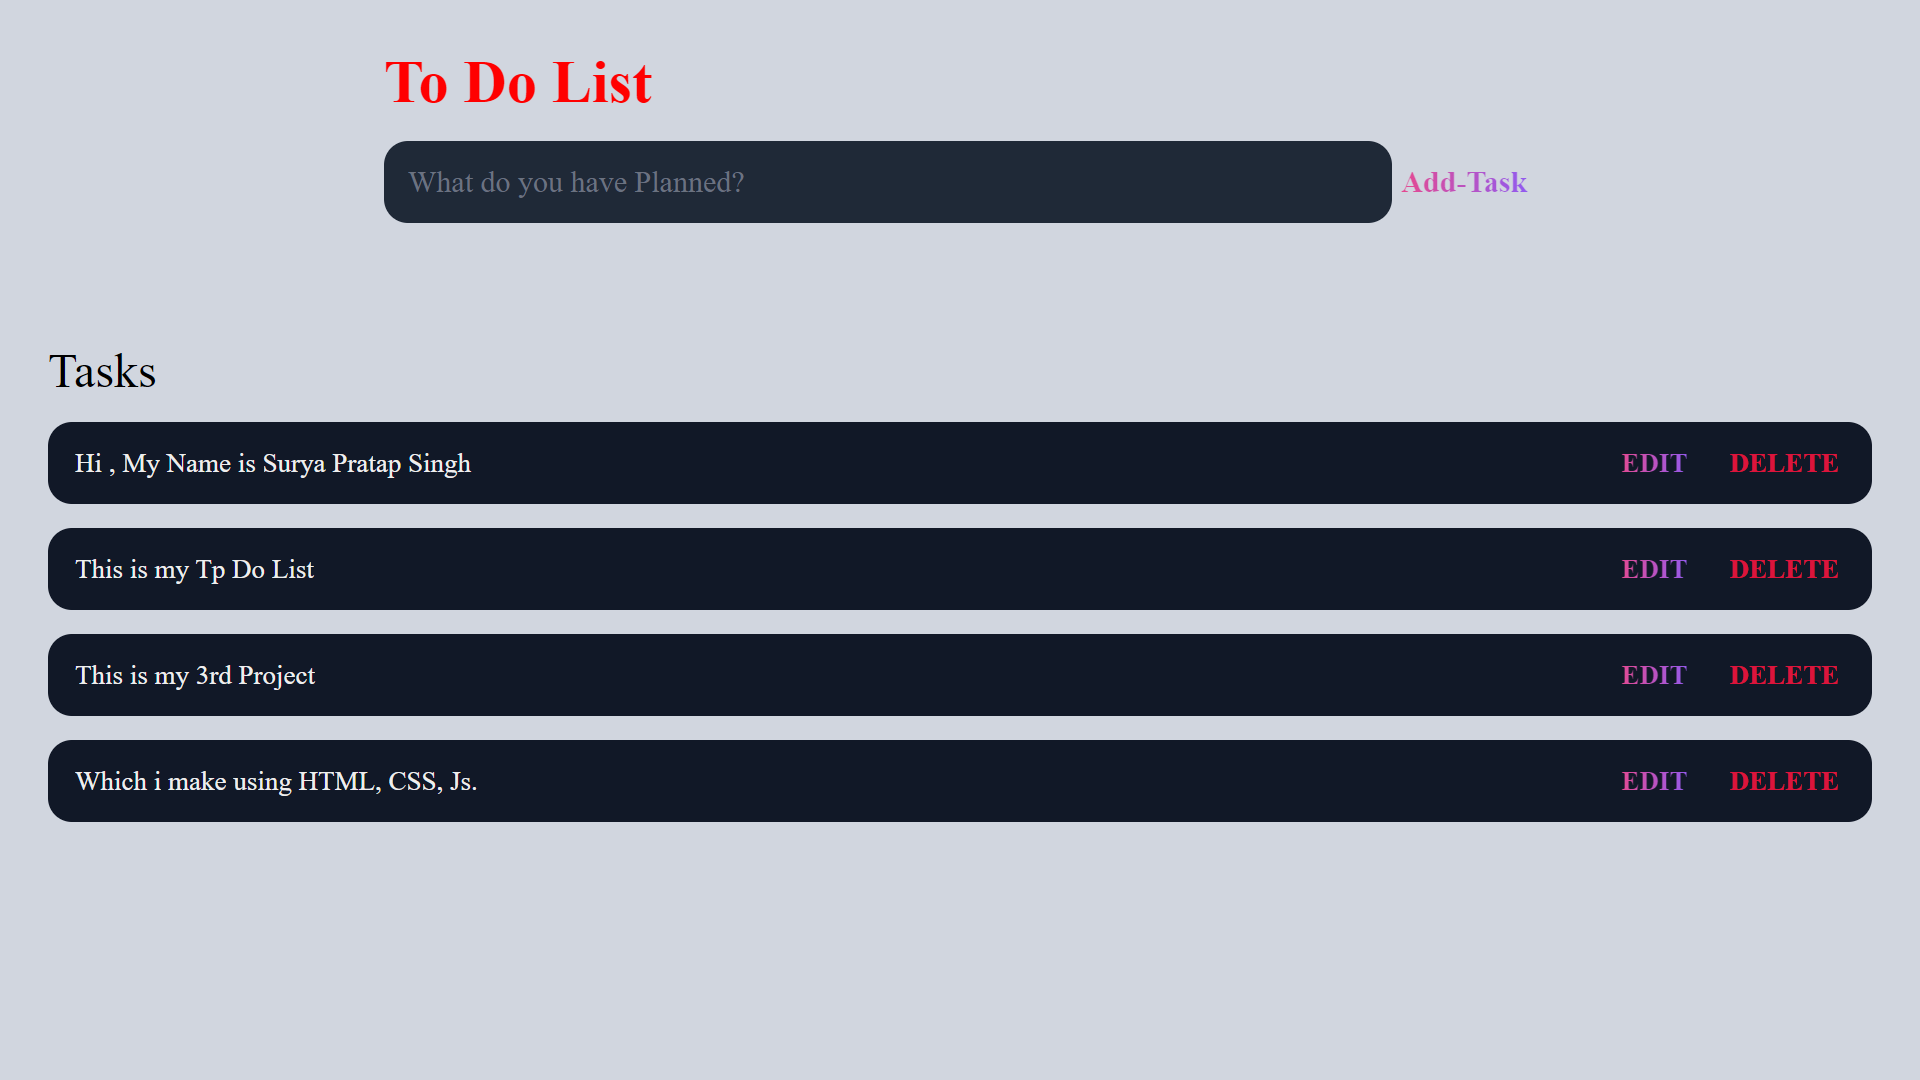 To Do List
What do you have Planned? Add-Task
Tasks
Hi , My Name is Surya Pratap Singh EDIT DELETE
This is my Tp Do List EDIT DELETE
This is my 3rd Project EDIT DELETE
Which i make using HTML, CSS, Js. EDIT DELETE